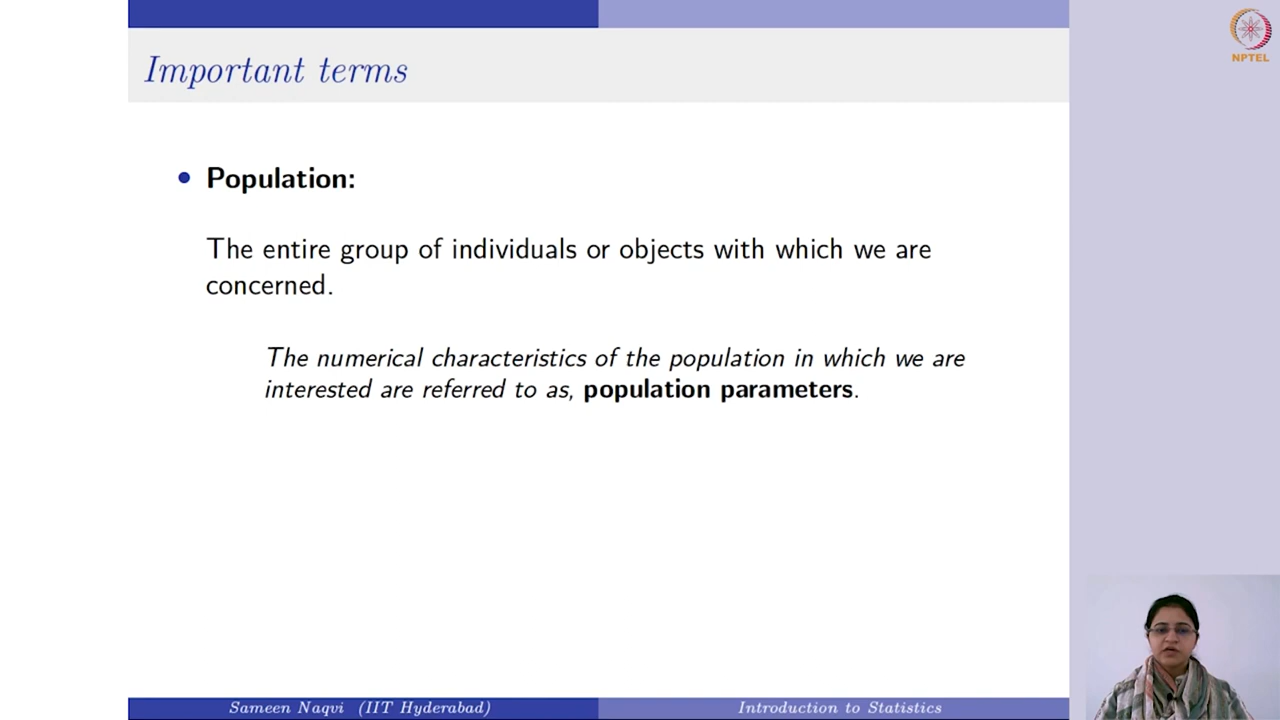 Important terms
NPTEL
• Population:
The entire group of individuals or objects with which we are
concerned.
The numerical characteristics of the population in which we are
interested are referred to as, population parameters.
Sameen Naqvi (IIT Hyderabad)
Introduction to Statistics